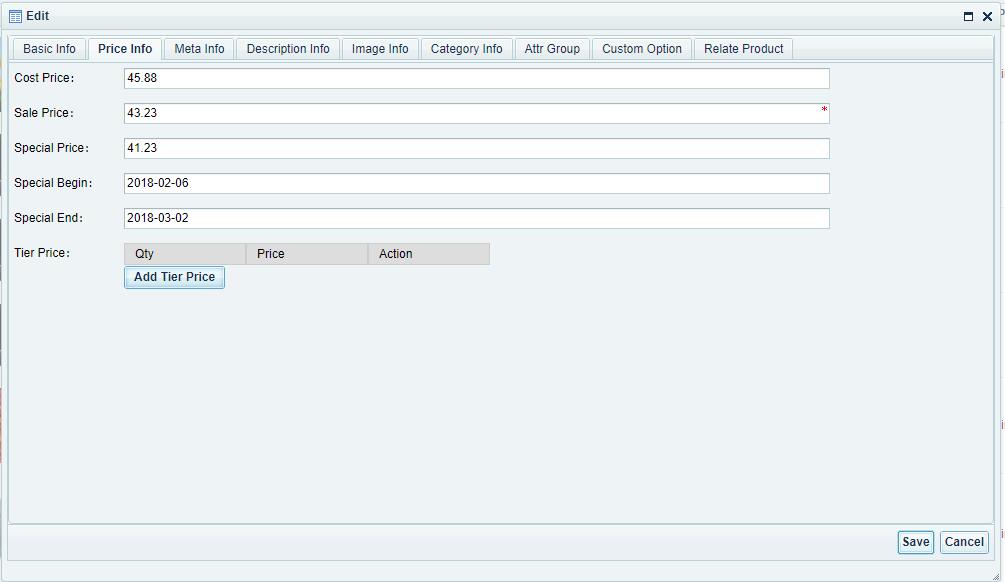 Edit
Basic Info Price Info Meta Info Description Info Image Info Category Info Attr Group Custom Option Relate Product
Cost Price: 45.88
Sale Price: 43.23 *
Special Price: 41.23
Special Begin: 2018-02-06
Special End: 2018-03-02
Tier Price: Qty Price Action
Add Tier Price
Save Cancel